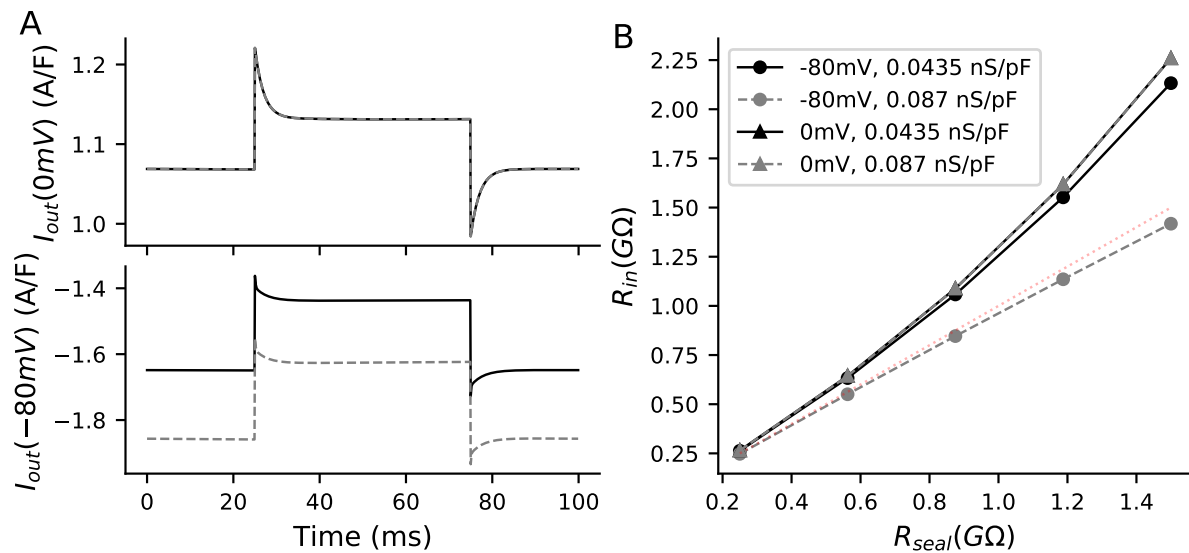 A
I_out(0mV) (A/F)
1.2
1.1
1.0
I_out(−80mV) (A/F)
−1.4
−1.6
−1.8
0
20
40
60
80
100
Time (ms)
B
R_in(GΩ)
2.25
2.00
1.75
1.50
1.25
1.00
0.75
0.50
0.25
-80mV, 0.0435 nS/pF
-80mV, 0.087 nS/pF
0mV, 0.0435 nS/pF
0mV, 0.087 nS/pF
0.2
0.4
0.6
0.8
1.0
1.2
1.4
R_seal(GΩ)